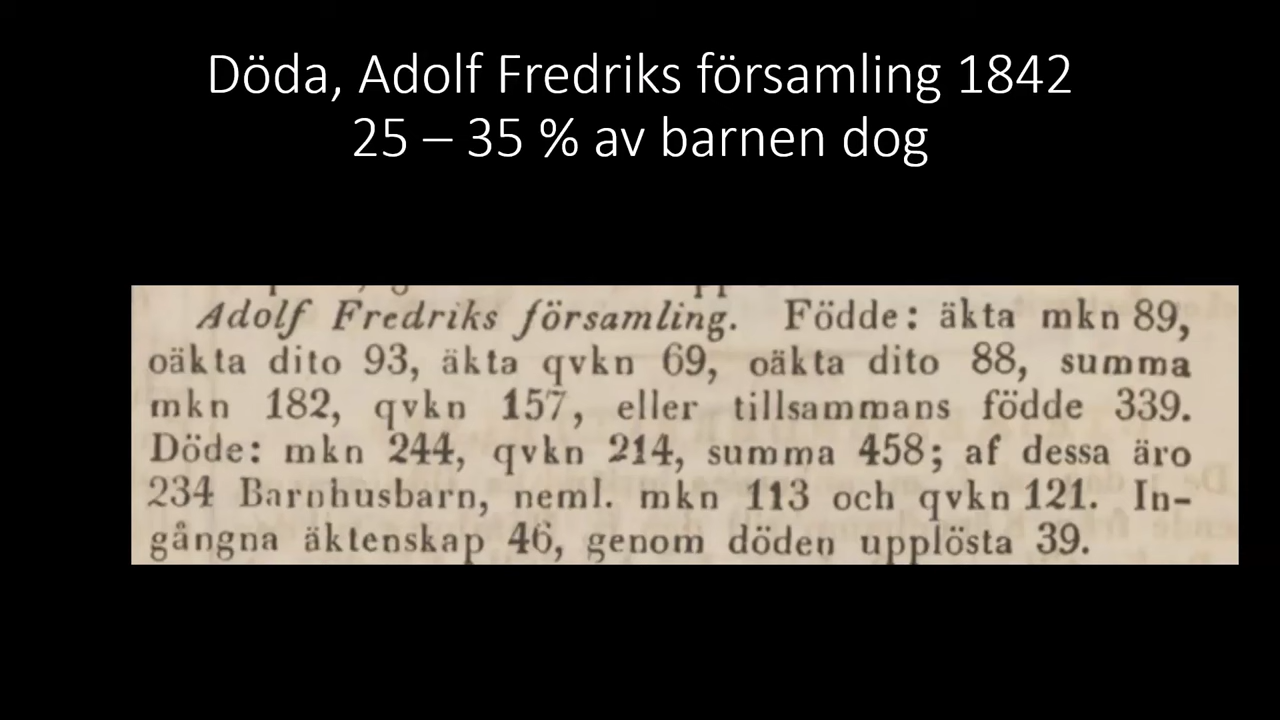 Döda, Adolf Fredriks församling 1842
25 – 35 % av barnen dog
Adolf Fredriks församling. Födde: äkta mkn 89,
oäkta dito 93, äkta qvkn 69, oäkta dito 88, summa
mkn 182, qvkn 157, eller tillsammans födde 339.
Döde: mkn 244, qvkn 214, summa 458; af dessa äro
234 Barnhusbarn, neml. mkn 113 och qvkn 121. In-
gångna äktenskap 46, genom döden upplösta 39.